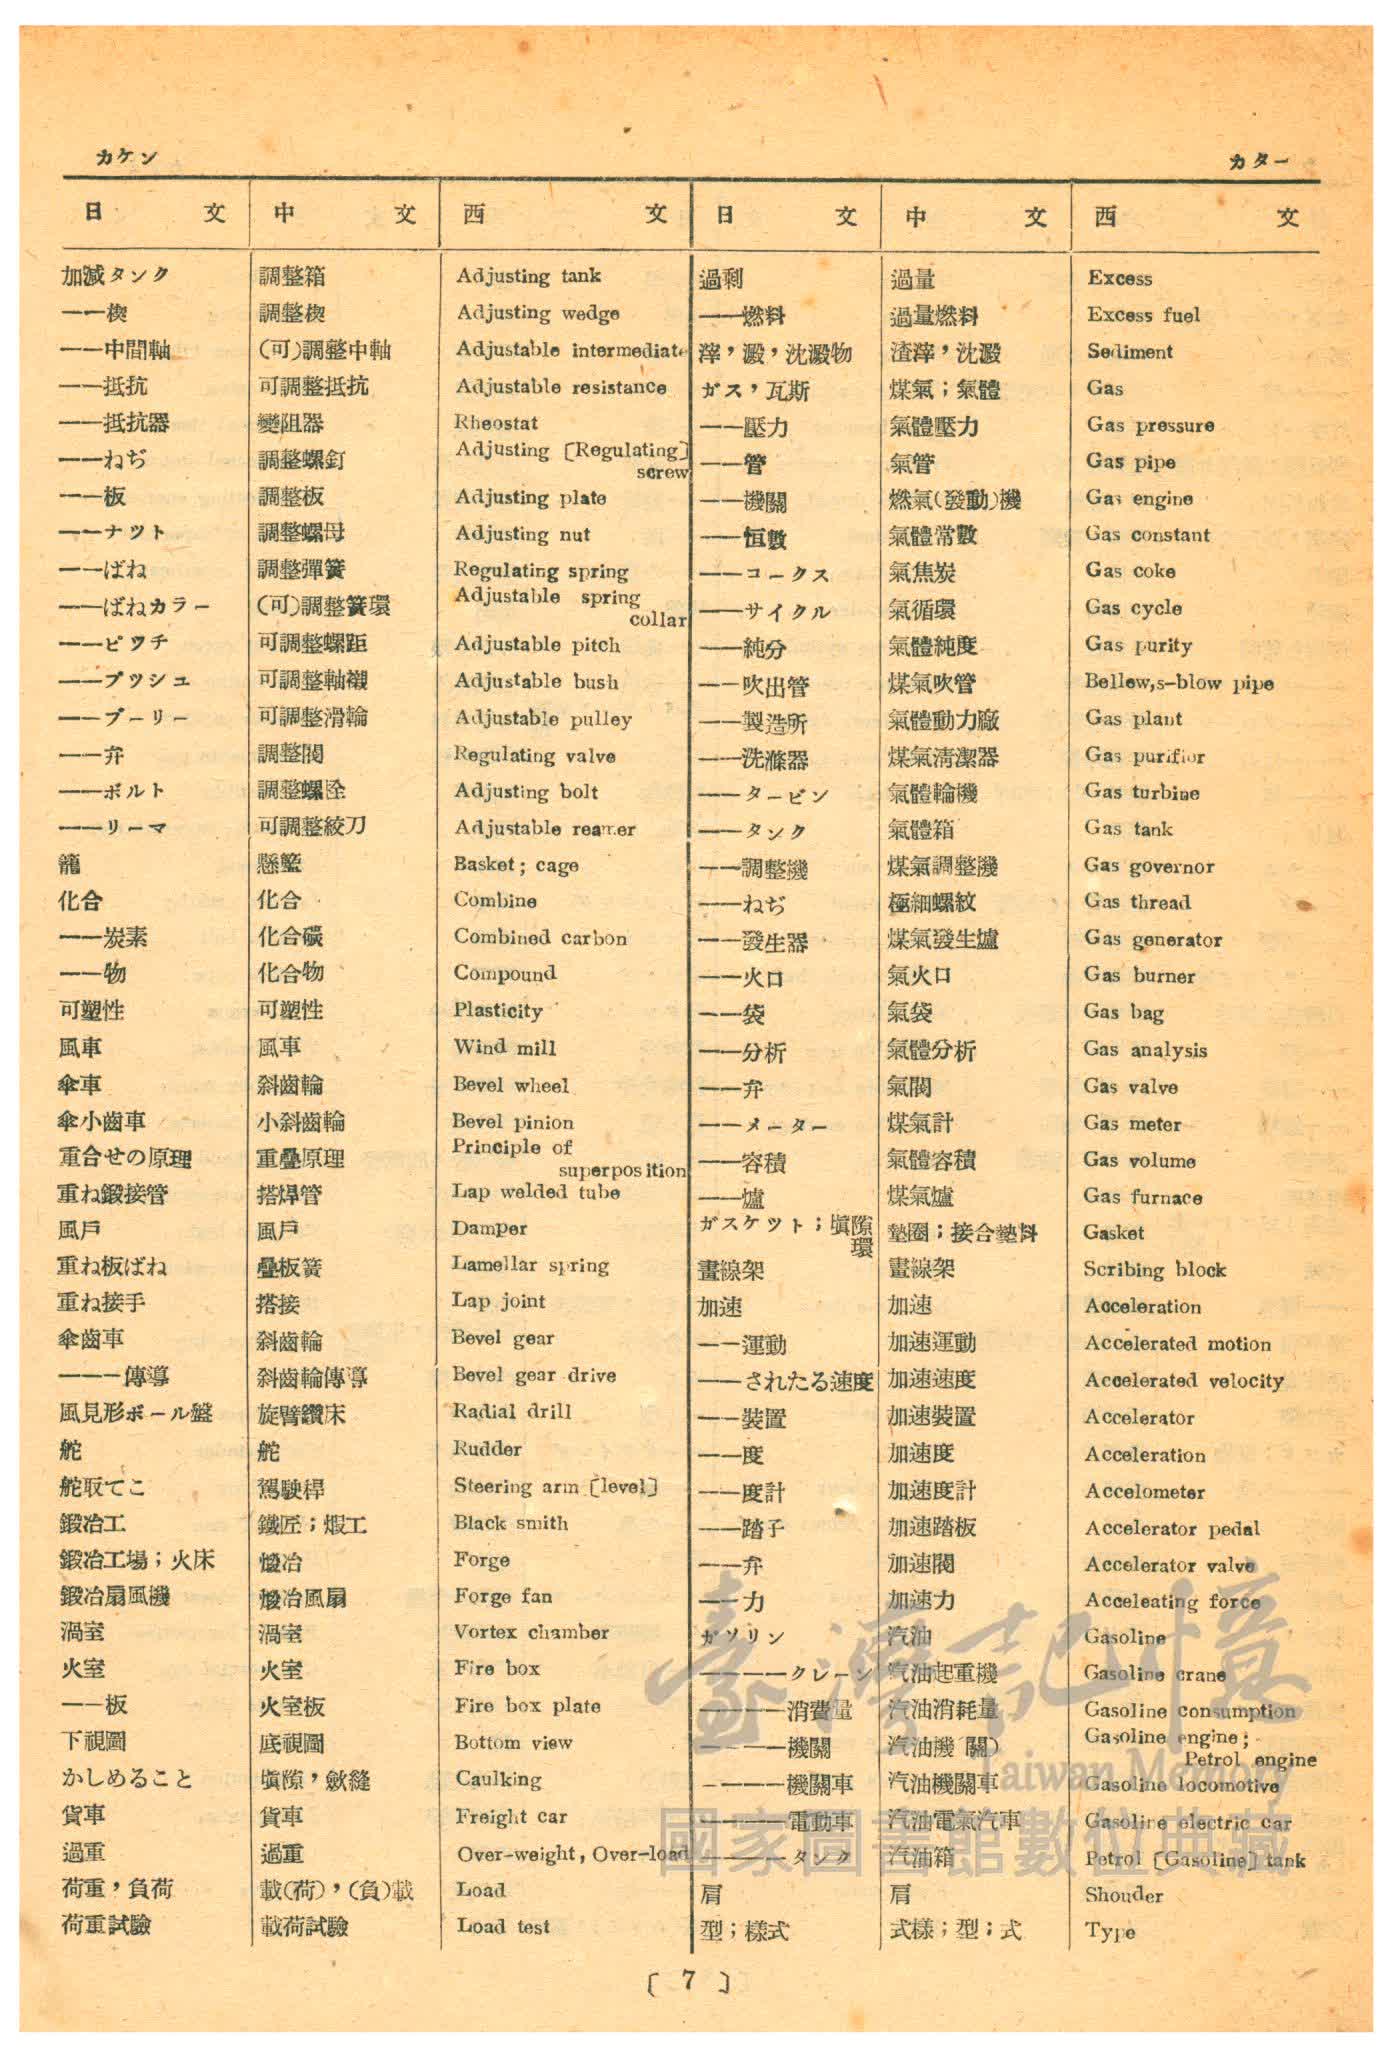 カケン
カター
日文 中文 西文 日文 中文 西文
加減タンク 調整箱 Adjusting tank
——楔 調整楔 Adjusting wedge
——中間軸 (可)調整中軸 Adjustable intermediate
——抵抗 可調整抵抗 Adjustable resistance
——抵抗器 變阻器 Rheostat
——ねぢ 調整螺釘 Adjusting 〔Regulating〕 screw
——板 調整板 Adjusting plate
——ナツト 調整螺母 Adjusting nut
——ばね 調整彈簧 Regulating spring
——ばねカラー (可)調整簧環 Adjustable spring collar
——ピツチ 可調整螺距 Adjustable pitch
——ブツシユ 可調整軸襯 Adjustable bush
——プーリー 可調整滑輪 Adjustable pulley
——弁 調整閥 Regulating valve
——ボルト 調整螺栓 Adjusting bolt
——リーマ 可調整絞刀 Adjustable reamer
籠 懸籃 Basket; cage
化合 化合 Combine
——炭素 化合碳 Combined carbon
——物 化合物 Compound
可塑性 可塑性 Plasticity
風車 風車 Wind mill
傘車 斜齒輪 Bevel wheel
傘小齒車 小斜齒輪 Bevel pinion
重合せの原理 重疊原理 Principle of superposition
重ね鍛接管 搭焊管 Lap welded tube
風戶 風戶 Damper
重ね板ばね 疊板簧 Lamellar spring
重ね接手 搭接 Lap joint
傘齒車 斜齒輪 Bevel gear
———傳導 斜齒輪傳導 Bevel gear drive
風見形ボール盤 旋臂鑽床 Radial drill
舵 舵 Rudder
舵取てこ 駕駛桿 Steering arm 〔level〕
鍛冶工 鐵匠；煆工 Black smith
鍛冶工場；火床 煅冶 Forge
鍛冶扇風機 煅冶風扇 Forge fan
渦室 渦室 Vortex chamber
火室 火室 Fire box
——板 火室板 Fire box plate
下視圖 底視圖 Bottom view
かしめること 塡隙，斂縫 Caulking
貨車 貨車 Freight car
過重 過重 Over-weight, Over-load
荷重，負荷 載(荷)，(負)載 Load
荷重試驗 載荷試驗 Load test
過剩 過量 Excess
——燃料 過量燃料 Excess fuel
滓，澱，沈澱物 渣滓，沈澱 Sediment
ガス，瓦斯 煤氣；氣體 Gas
——壓力 氣體壓力 Gas pressure
——管 氣管 Gas pipe
——機關 燃氣(發動)機 Gas engine
——恒數 氣體常數 Gas constant
——コークス 氣焦炭 Gas coke
——サイクル 氣循環 Gas cycle
——純分 氣體純度 Gas purity
——吹出管 煤氣吹管 Bellew,s-blow pipe
——製造所 氣體動力廠 Gas plant
——洗滌器 煤氣清潔器 Gas purifior
——タービン 氣體輪機 Gas turbine
——タンク 氣體箱 Gas tank
——調整機 煤氣調整機 Gas governor
——ねぢ 極細螺紋 Gas thread
——發生器 煤氣發生爐 Gas generator
——火口 氣火口 Gas burner
——袋 氣袋 Gas bag
——分析 氣體分析 Gas analysis
——弁 氣閥 Gas valve
——メーター 煤氣計 Gas meter
——容積 氣體容積 Gas volume
——爐 煤氣爐 Gas furnace
ガスケツト；塡隙環 墊圈；接合墊料 Gasket
畫線架 畫線架 Scribing block
加速 加速 Acceleration
——運動 加速運動 Accelerated motion
——されたる速度 加速速度 Accelerated velocity
——裝置 加速裝置 Accelerator
——度 加速度 Acceleration
——度計 加速度計 Accelometer
——踏子 加速踏板 Accelerator pedal
——弁 加速閥 Accelerator valve
——力 加速力 Acceleating force
ガソリン 汽油 Gasoline
————クレーン 汽油起重機 Gasoline crane
————消費量 汽油消耗量 Gasoline consumption
————機關 汽油機 關) Gasoline engine; Petrol engine
————機關車 汽油機關車 Gasoline locomotive
————電動車 汽油電氣汽車 Gasoline electric car
————タンク 汽油箱 Petrol 〔Gasoline〕 tank
肩 肩 Shouder
型；樣式 式樣；型；式 Type
〔 7 〕
臺灣記憶
Taiwan Memory
國家圖書館數位典藏